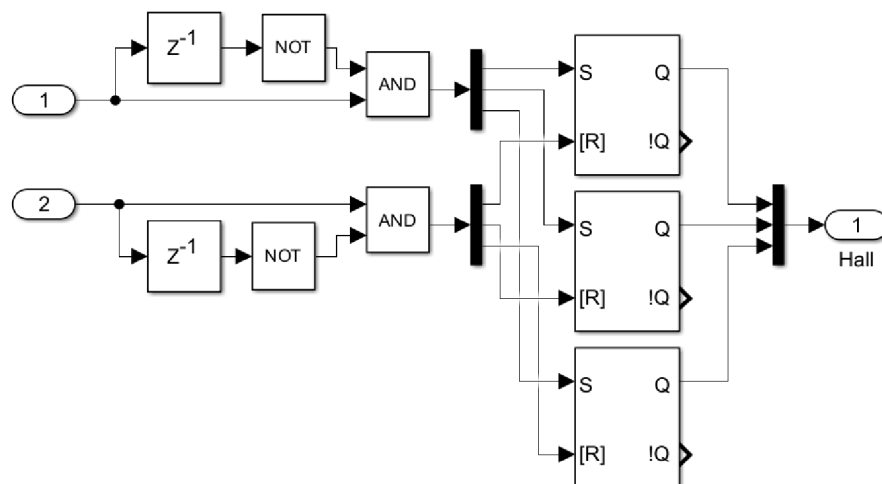 Z-1
NOT
1
AND
S
Q
[R]
!Q
2
AND
Z-1
NOT
S
Q
[R]
!Q
1
Hall
S
Q
[R]
!Q